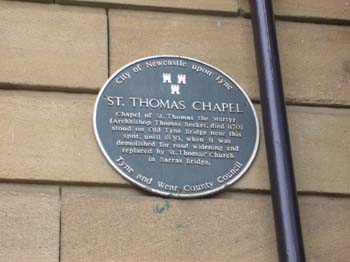 City of Newcastle upon Tyne
ST. THOMAS CHAPEL
Chapel of St. Thomas the Martyr
(Archbishop Thomas Becket, died 1170)
stood on Old Tyne Bridge near this
spot, until 1830, when it was
demolished for road widening and
replaced by St. Thomas' Church
in Barras Bridge.
Tyne and Wear County Council